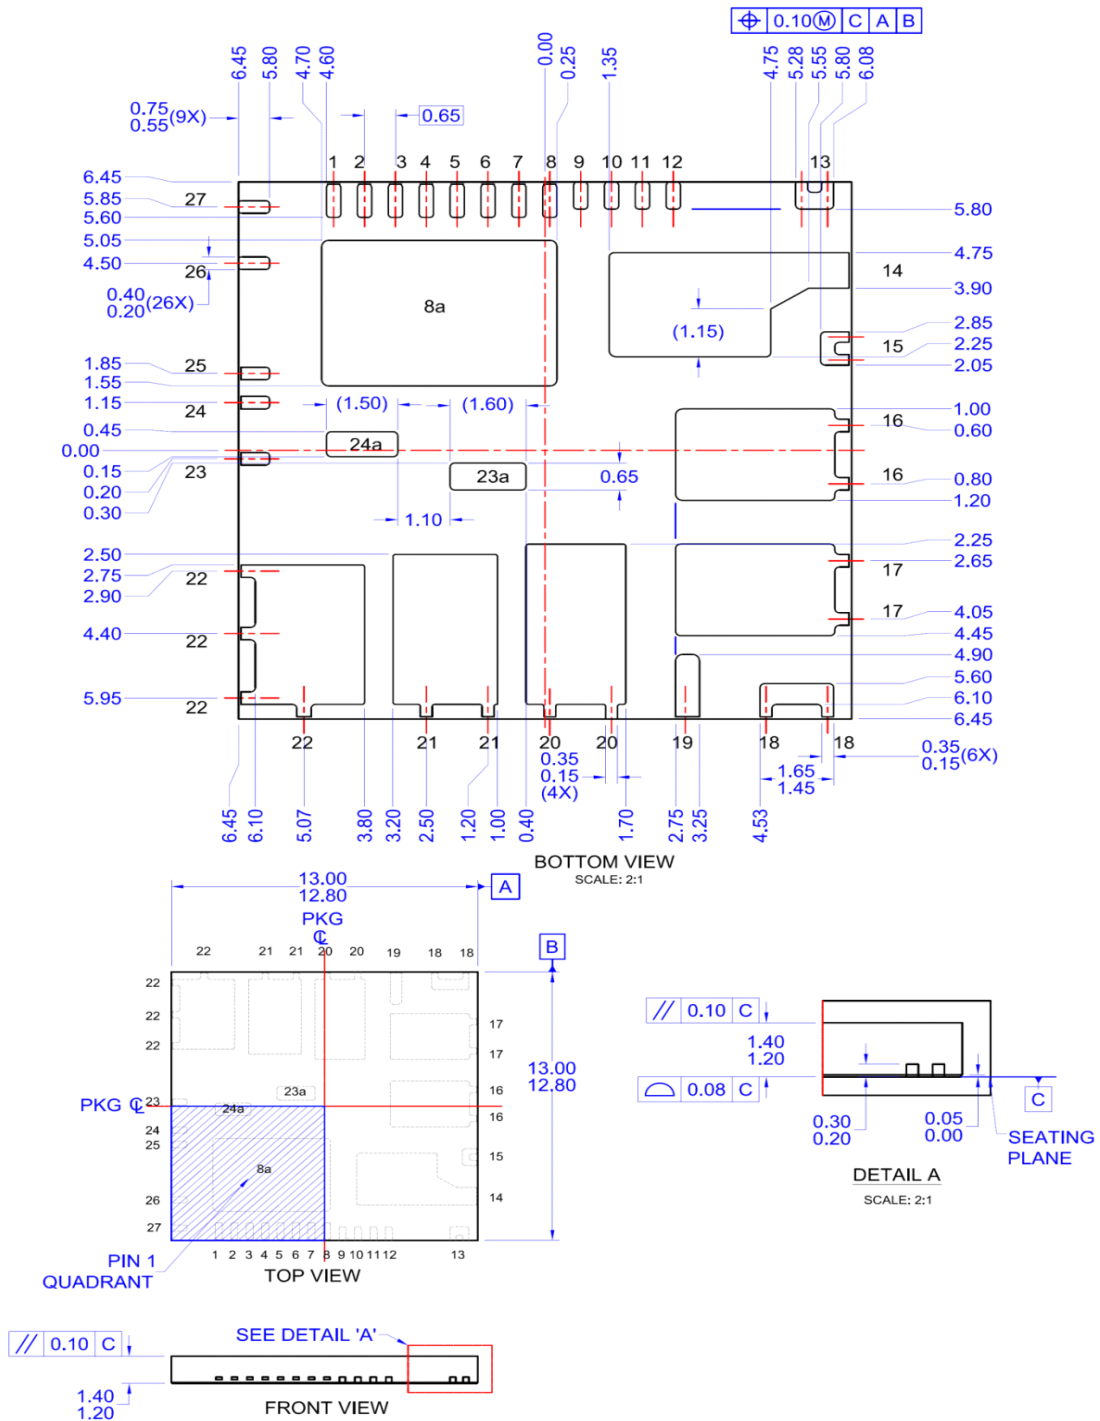 0.10Ⓜ C A B
6.45 5.80 4.70 4.60 0.00 0.25 1.35 4.75 5.28 5.55 5.80 6.08
0.75
0.55 (9X)
0.65
1 2 3 4 5 6 7 8 9 10 11 12 13
6.45
27
5.85
5.60
5.80
5.05
4.75
4.50
26
14
0.40
0.20 (26X)
3.90
8a
(1.15)
2.85
15
2.25
2.05
1.85
25
1.55
1.15
24
(1.50)
(1.60)
1.00
16
0.60
0.45
24a
0.00
0.15
23
23a
0.65
16
0.80
0.20
0.30
1.20
1.10
2.50
2.25
2.75
22
2.65
2.90
17
17
4.05
4.40
22
4.45
4.90
5.60
5.95
22
6.10
6.45
22 21 21 20 20 19 18 18
0.35
0.15
(4X)
0.35
0.15 (6X)
1.65
1.45
6.45 6.10 5.07 3.80 3.20 2.50 1.20 1.00 0.40 1.70 2.75 3.25 4.53
BOTTOM VIEW
SCALE: 2:1
13.00
12.80
A
PKG
℄
B
22 21 21 20 20 19 18 18
22
22
22
17
17
13.00
12.80
23a
16
PKG ℄
23
24a
16
24
25
15
8a
26
14
27
1 2 3 4 5 6 7 8 9 10 11 12 13
PIN 1
QUADRANT
TOP VIEW
// 0.10 C
1.40
1.20
0.08 C
0.30
0.20
0.05
0.00
C
SEATING
PLANE
DETAIL A
SCALE: 2:1
SEE DETAIL 'A'
// 0.10 C
1.40
1.20
FRONT VIEW